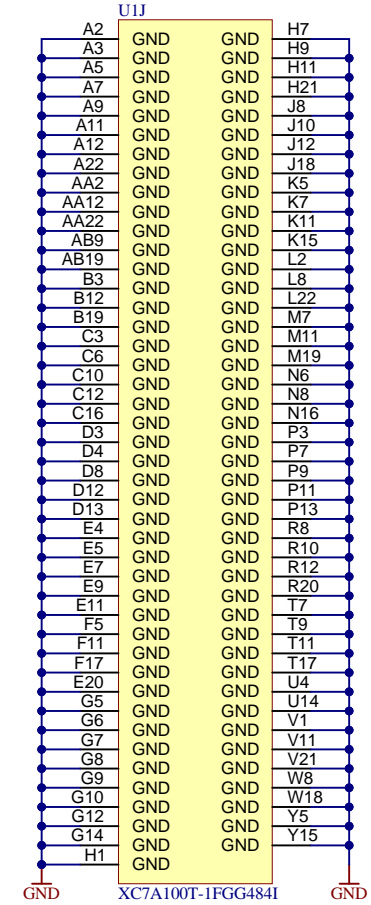 U1J
A2 GND GND H7
A3 GND GND H9
A5 GND GND H11
A7 GND GND H21
A9 GND GND J8
A11 GND GND J10
A12 GND GND J12
A22 GND GND J18
AA2 GND GND K5
AA12 GND GND K7
AA22 GND GND K11
AB9 GND GND K15
AB19 GND GND L2
B3 GND GND L8
B12 GND GND L22
B19 GND GND M7
C3 GND GND M11
C6 GND GND M19
C10 GND GND N6
C12 GND GND N8
C16 GND GND N16
D3 GND GND P3
D4 GND GND P7
D8 GND GND P9
D12 GND GND P11
D13 GND GND P13
E4 GND GND R8
E5 GND GND R10
E7 GND GND R12
E9 GND GND R20
E11 GND GND T7
F5 GND GND T9
F11 GND GND T11
F17 GND GND T17
E20 GND GND U4
G5 GND GND U14
G6 GND GND V1
G7 GND GND V11
G8 GND GND V21
G9 GND GND W8
G10 GND GND W18
G12 GND GND Y5
G14 GND GND Y15
H1 GND
GND XC7A100T-1FGG484I GND